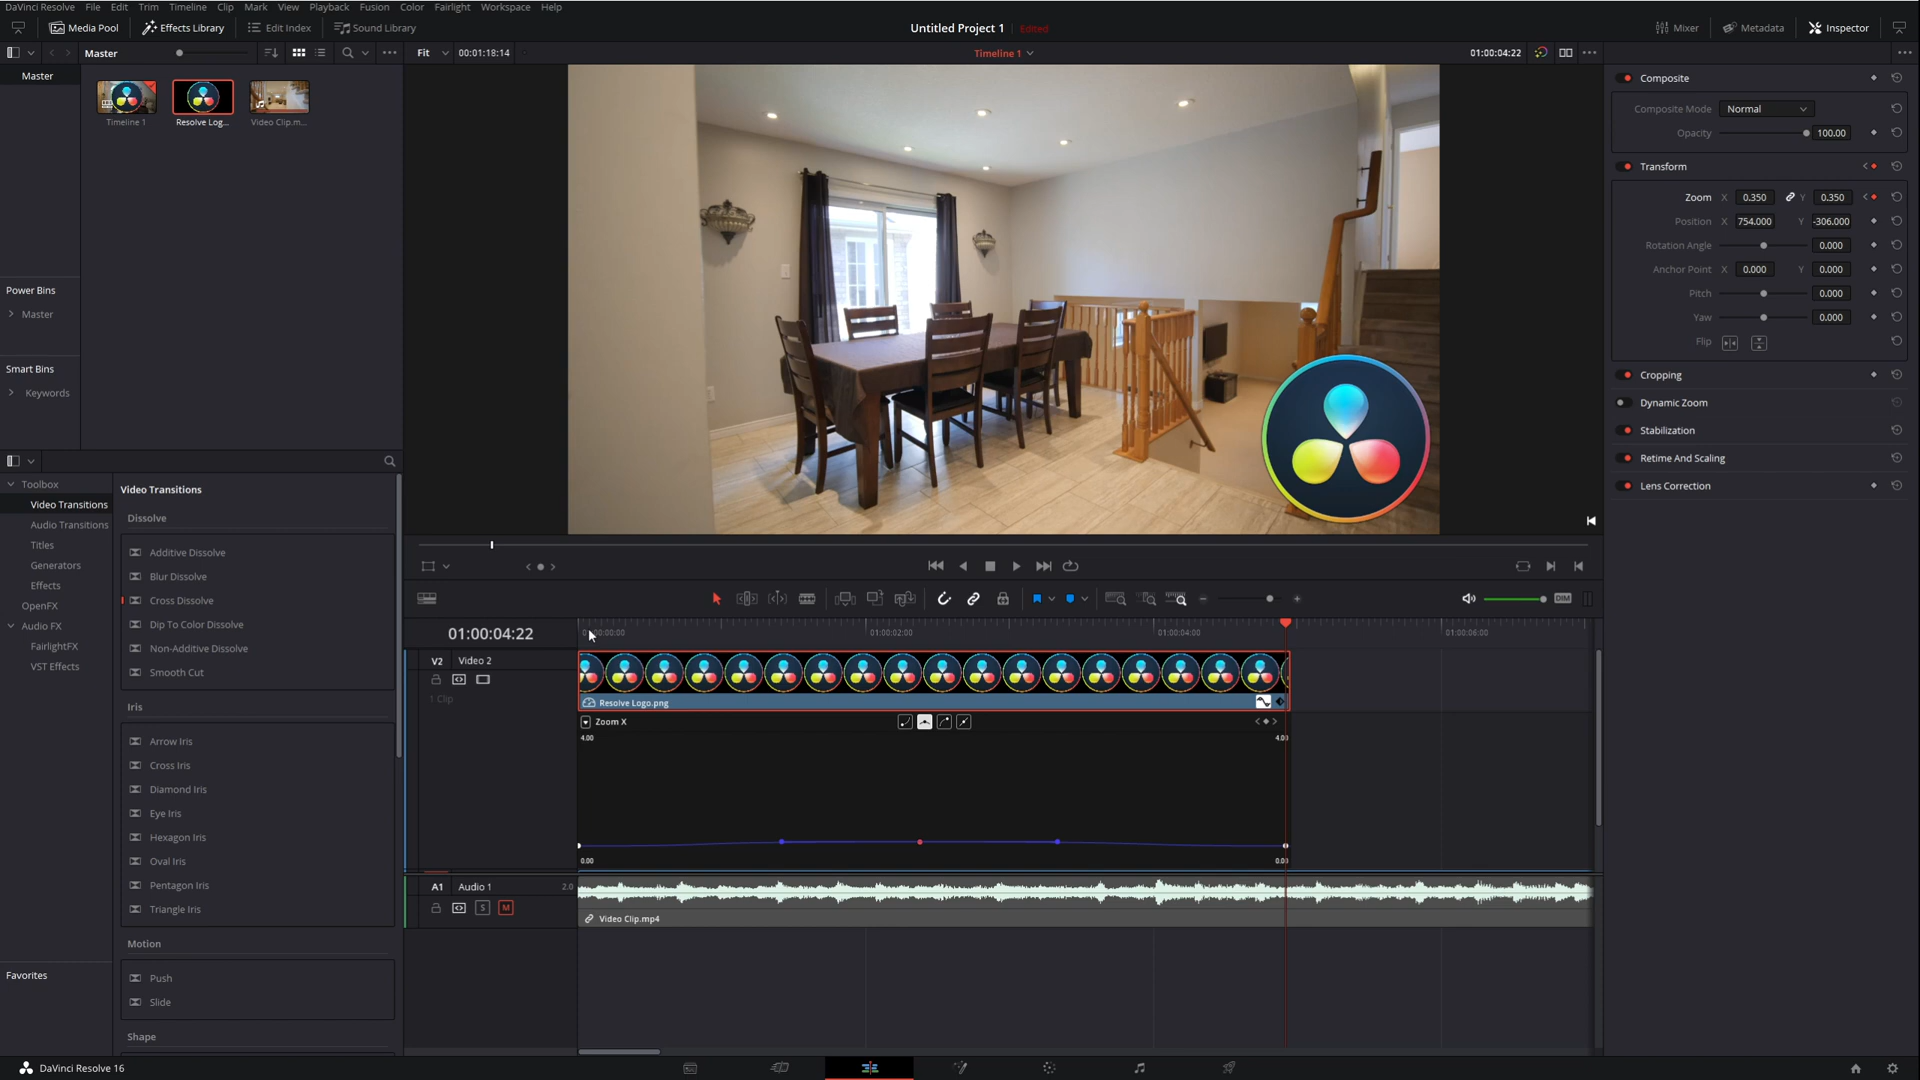 DaVinci Resolve File Edit Trim Timeline Clip Mark View Playback Fusion Color Fairlight Workspace Help
Media Pool Effects Library Edit Index Sound Library Untitled Project 1 Edited Mixer Metadata Inspector
Master Fit 00:01:18:14 Timeline 1 01:00:04:22
Master
Timeline 1 Resolve Log... Video Clip.m...
Power Bins
Master
Smart Bins
Keywords
Composite
Composite Mode Normal
Opacity 100.00
Transform
Zoom X 0.350 Y 0.350
Position X 754.000 Y -306.000
Rotation Angle 0.000
Anchor Point X 0.000 Y 0.000
Pitch 0.000
Yaw 0.000
Flip
Cropping
Dynamic Zoom
Stabilization
Retime And Scaling
Lens Correction
Toolbox
Video Transitions
Audio Transitions
Titles
Generators
Effects
OpenFX
Audio FX
FairlightFX
VST Effects
Favorites
Video Transitions
Dissolve
Additive Dissolve
Blur Dissolve
Cross Dissolve
Dip To Color Dissolve
Non-Additive Dissolve
Smooth Cut
Iris
Arrow Iris
Cross Iris
Diamond Iris
Eye Iris
Hexagon Iris
Oval Iris
Pentagon Iris
Triangle Iris
Motion
Push
Slide
Shape
DIM
01:00:04:22 01:00:02:00 01:00:04:00 01:00:06:00
V2 Video 2
1 Clip
Resolve Logo.png
Zoom X
4.00 4.00
0.00 0.00
A1 Audio 1 2.0
S M
Video Clip.mp4
DaVinci Resolve 16